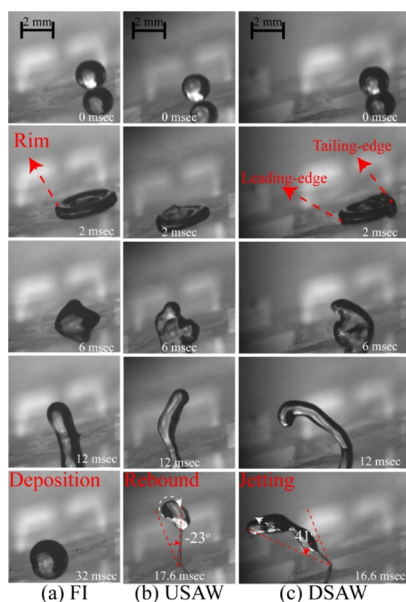 2 mm 2 mm 2 mm
0 msec 0 msec 0 msec
Rim Tailing-edge
Leading-edge
2 msec 2 msec 2 msec
6 msec 6 msec 6 msec
12 msec 12 msec 12 msec
Deposition Rebound Jetting
-23° 41°
32 msec 17.6 msec 16.6 msec
(a) FI (b) USAW (c) DSAW